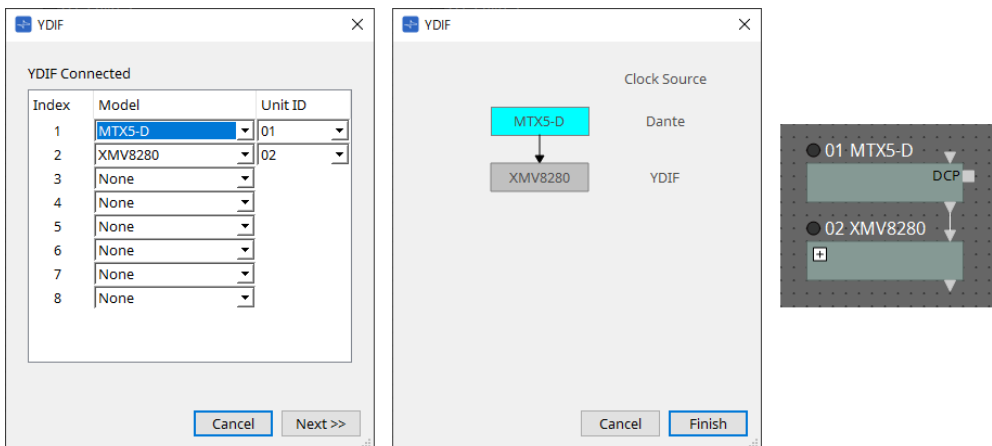 YDIF
YDIF Connected
Index Model Unit ID
1 MTX5-D 01
2 XMV8280 02
3 None
4 None
5 None
6 None
7 None
8 None
Cancel Next >>
YDIF
Clock Source
MTX5-D Dante
XMV8280 YDIF
Cancel Finish
01 MTX5-D
DCP
02 XMV8280